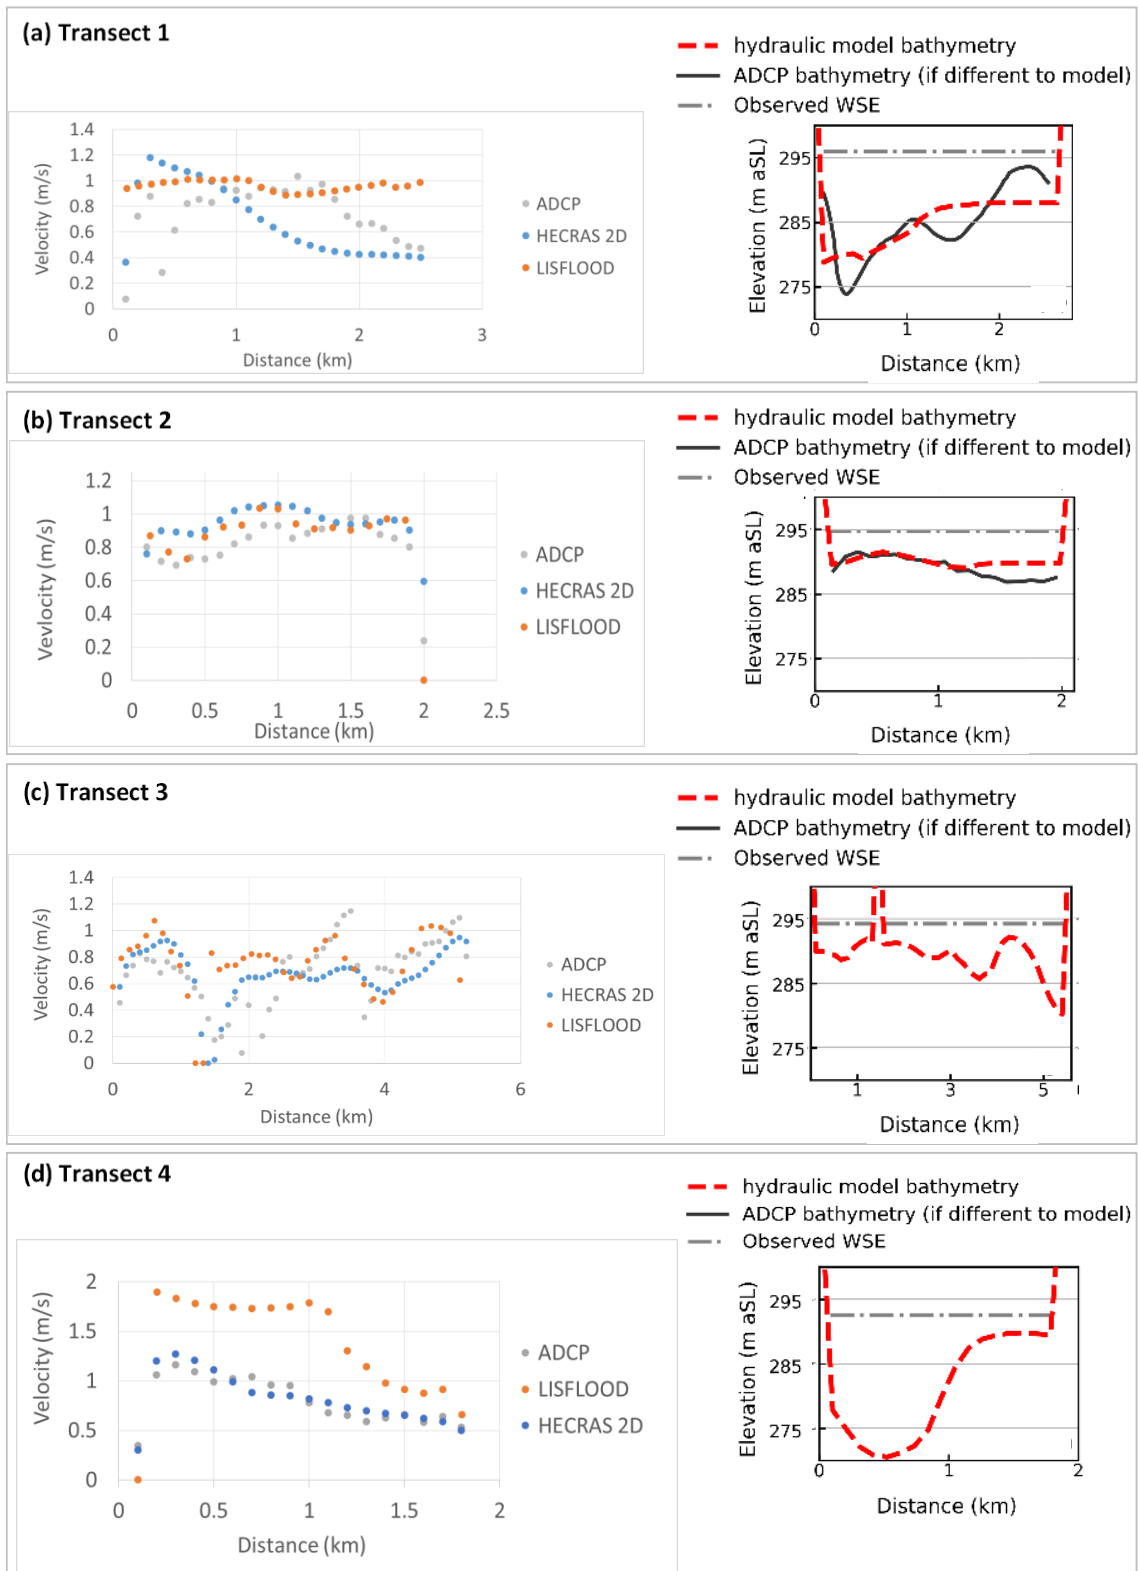 (a) Transect 1
hydraulic model bathymetry
ADCP bathymetry (if different to model)
Observed WSE
1.4
1.2
1
0.8
0.6
0.4
0.2
0
Velocity (m/s)
0 1 2 3
Distance (km)
ADCP
HECRAS 2D
LISFLOOD
295
285
275
Elevation (m aSL)
0 1 2
Distance (km)
(b) Transect 2
hydraulic model bathymetry
ADCP bathymetry (if different to model)
Observed WSE
1.2
1
0.8
0.6
0.4
0.2
0
Vevlocity (m/s)
0 0.5 1 1.5 2 2.5
Distance (km)
ADCP
HECRAS 2D
LISFLOOD
295
285
275
Elevation (m aSL)
0 1 2
Distance (km)
(c) Transect 3
hydraulic model bathymetry
ADCP bathymetry (if different to model)
Observed WSE
1.4
1.2
1
0.8
0.6
0.4
0.2
0
Velocity (m/s)
0 2 4 6
Distance (km)
ADCP
HECRAS 2D
LISFLOOD
295
285
275
Elevation (m aSL)
1 3 5
Distance (km)
(d) Transect 4
hydraulic model bathymetry
ADCP bathymetry (if different to model)
Observed WSE
2
1.5
1
0.5
0
Velocity (m/s)
0 0.5 1 1.5 2
Distance (km)
ADCP
LISFLOOD
HECRAS 2D
295
285
275
Elevation (m aSL)
0 1 2
Distance (km)